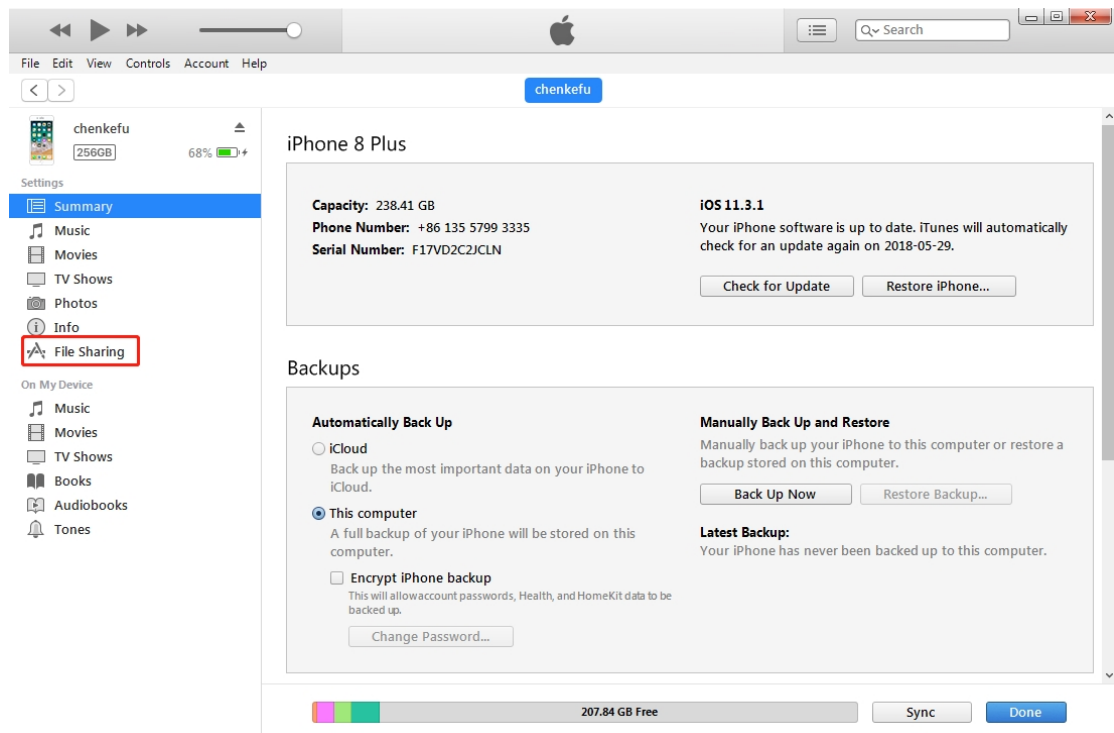 Search
File Edit View Controls Account Help
chenkefu
chenkefu
256GB 68%
Settings
Summary
Music
Movies
TV Shows
Photos
Info
File Sharing
On My Device
Music
Movies
TV Shows
Books
Audiobooks
Tones
iPhone 8 Plus
Capacity: 238.41 GB
Phone Number: +86 135 5799 3335
Serial Number: F17VD2C2JCLN
iOS 11.3.1
Your iPhone software is up to date. iTunes will automatically
check for an update again on 2018-05-29.
Check for Update Restore iPhone...
Backups
Automatically Back Up
iCloud
Back up the most important data on your iPhone to
iCloud.
This computer
A full backup of your iPhone will be stored on this
computer.
Encrypt iPhone backup
This will allow account passwords, Health, and HomeKit data to be
backed up.
Change Password...
Manually Back Up and Restore
Manually back up your iPhone to this computer or restore a
backup stored on this computer.
Back Up Now Restore Backup...
Latest Backup:
Your iPhone has never been backed up to this computer.
207.84 GB Free
Sync Done